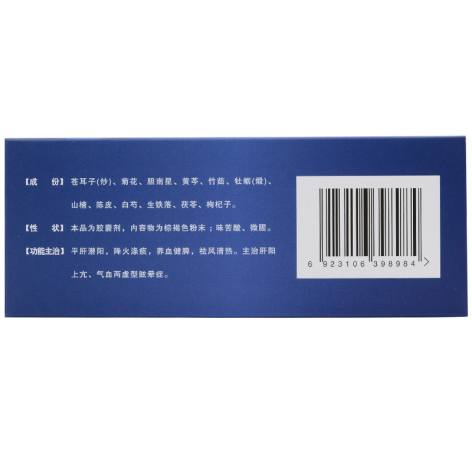 【成 份】苍耳子(炒)、菊花、胆南星、黄芩、竹茹、牡蛎(煅)、
山楂、陈皮、白芍、生铁落、茯苓、枸杞子。
【性 状】本品为胶囊剂，内容物为棕褐色粉末；味苦酸、微腥。
【功能主治】平肝潜阳，降火涤痰，养血健脾，祛风清热。主治肝阳
上亢、气血两虚型眩晕症。
6 923106 398984 >